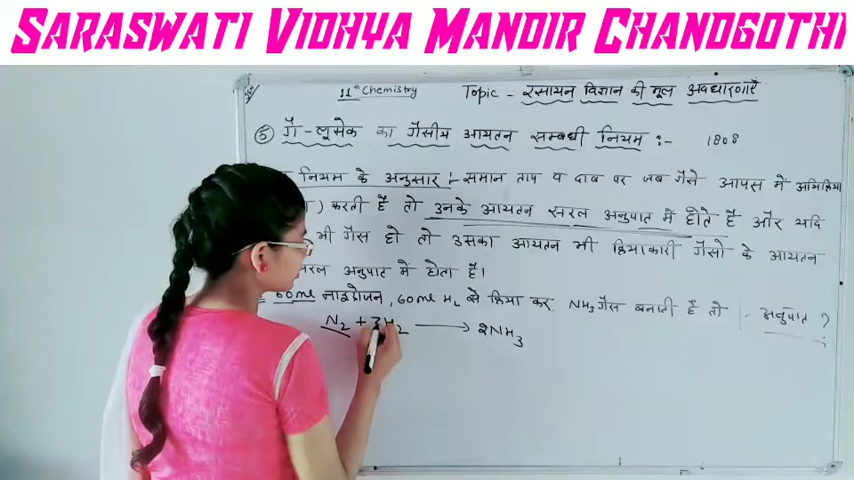 SARASWATI VIDHYA MANDIR CHANDGOTHI
11th Chemistry Topic - रसायन विज्ञान की मूल अवधारणाएँ
⑤ गै-लूसेक का गैसीय आयतन सम्बधी नियम :- 1808
नियम के अनुसार :- समान ताप व दाब पर जब गैसे आपस में अभिक्रिया
) करती है तो उनके आयतन सरल अनुपात में होते है और यदि
भी गैस हो तो उसका आयतन भी क्रियाकारी गैसो के आयतन
सरल अनुपात में होता है।
60ml नाइट्रोजन, 60ml H2 से क्रिया कर NH3 गैस बनाती है तो अनुपात ?
N2 + 3H2 ⟶ 2NH3